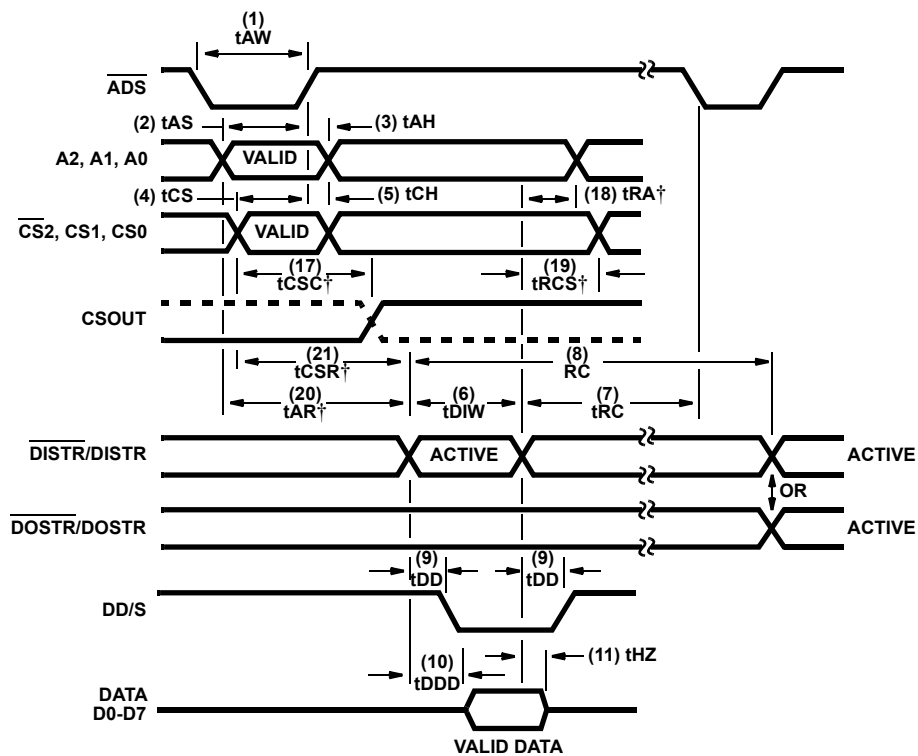 (1)
tAW
ADS
(2) tAS
(3) tAH
A2, A1, A0
VALID
(4) tCS
(5) tCH
(18) tRA†
CS2, CS1, CS0
VALID
(17)
tCSC†
(19)
tRCS†
CSOUT
(21)
tCSR†
(8)
RC
(20)
tAR†
(6)
tDIW
(7)
tRC
DISTR/DISTR
ACTIVE
ACTIVE
OR
DOSTR/DOSTR
ACTIVE
(9)
tDD
(9)
tDD
DD/S
(10)
tDDD
(11) tHZ
DATA
D0-D7
VALID DATA